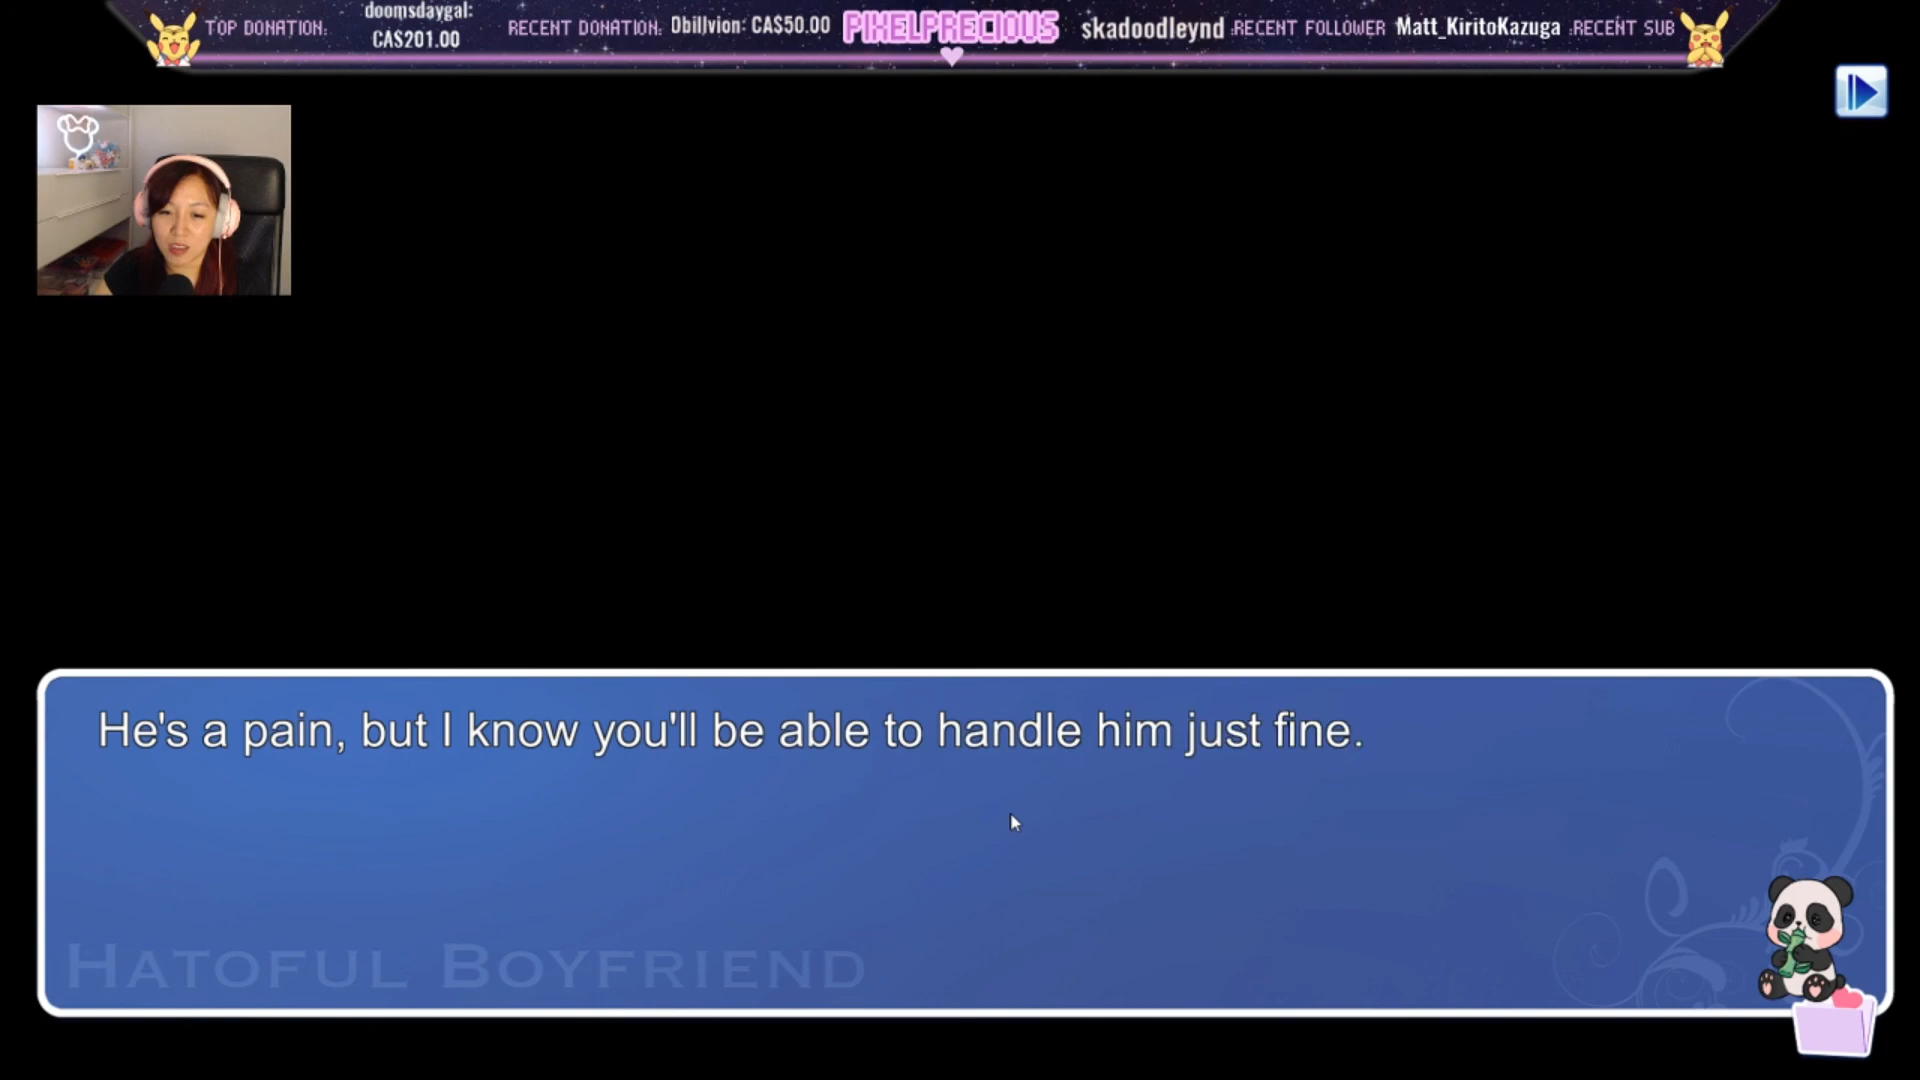 TOP DONATION: doomsdaygal: CA$201.00 RECENT DONATION: Obillvion: CA$50.00 PIXELPRECIOUS skadoodleynd :RECENT FOLLOWER Matt_KiritoKazuga :RECENT SUB
He's a pain, but I know you'll be able to handle him just fine.
HATOFUL BOYFRIEND